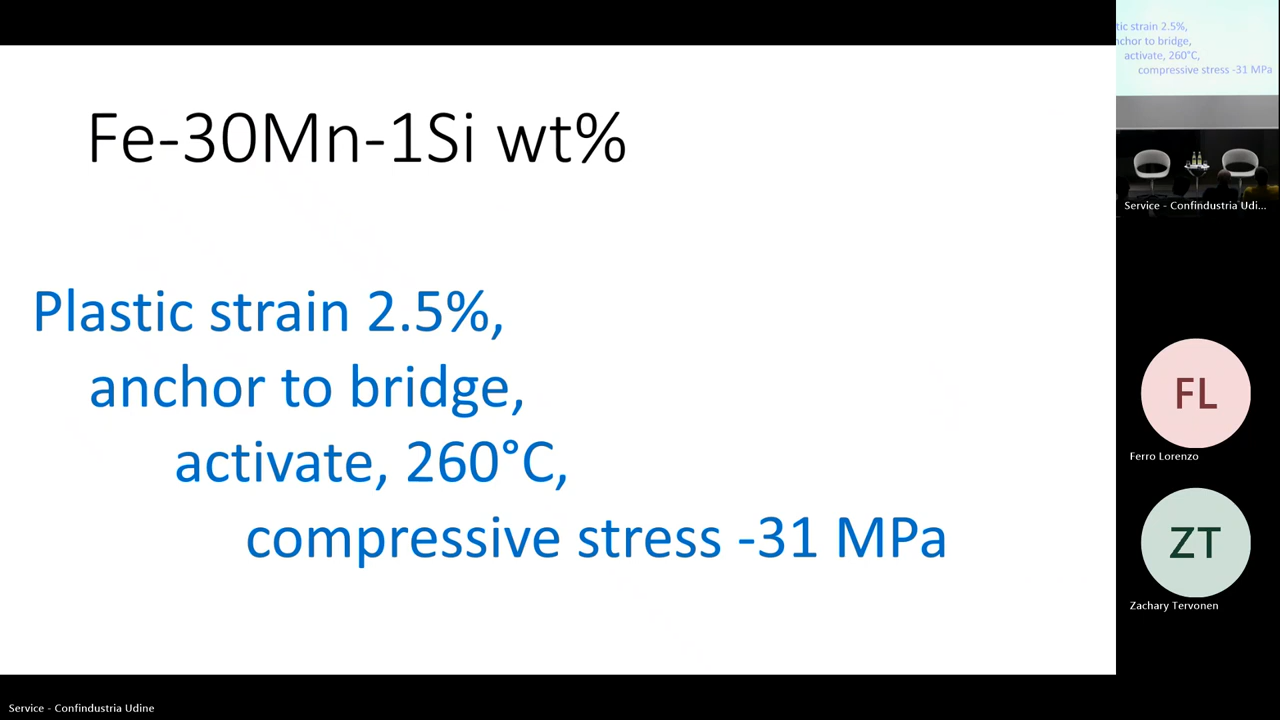 Fe-30Mn-1Si wt%
Plastic strain 2.5%,
anchor to bridge,
activate, 260°C,
compressive stress -31 MPa
tic strain 2.5%,
nchor to bridge,
activate, 260°C,
compressive stress -31 MPa
Service - Confindustria Udi...
FL
Ferro Lorenzo
ZT
Zachary Tervonen
Service - Confindustria Udine